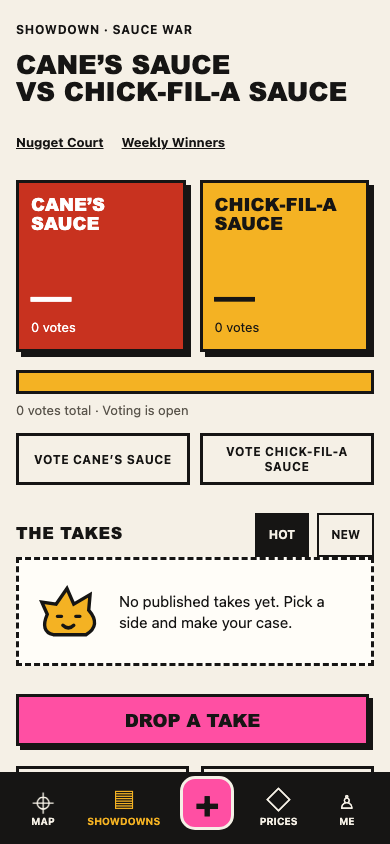 SHOWDOWN · SAUCE WAR
CANE’S SAUCE
VS CHICK-FIL-A SAUCE
Nugget Court
Weekly Winners
CANE’S
SAUCE
—
0 votes
CHICK-FIL-A
SAUCE
—
0 votes
0 votes total · Voting is open
VOTE CANE’S SAUCE
VOTE CHICK-FIL-A
SAUCE
THE TAKES
HOT
NEW
No published takes yet. Pick a
side and make your case.
DROP A TAKE
MAP
SHOWDOWNS
+
PRICES
ME